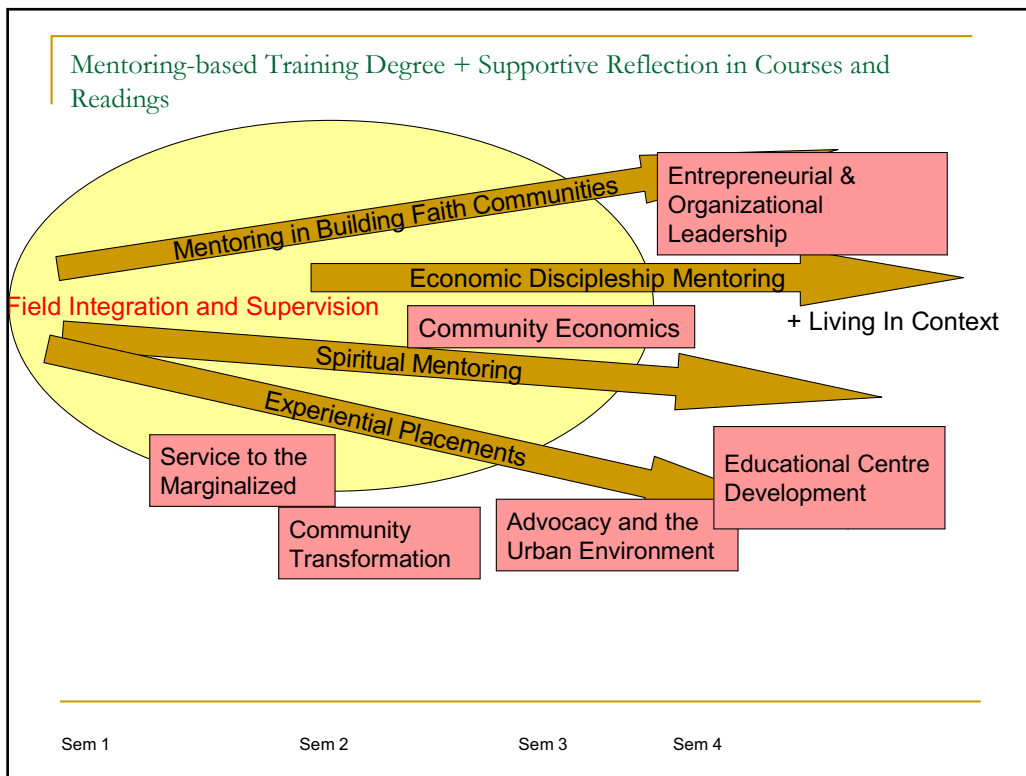 Mentoring-based Training Degree + Supportive Reflection in Courses and
Readings
Mentoring in Building Faith Communities
Entrepreneurial &
Organizational
Leadership
Economic Discipleship Mentoring
Field Integration and Supervision
+ Living In Context
Community Economics
Spiritual Mentoring
Experiential Placements
Service to the
Marginalized
Educational Centre
Development
Community
Transformation
Advocacy and the
Urban Environment
Sem 1
Sem 2
Sem 3
Sem 4